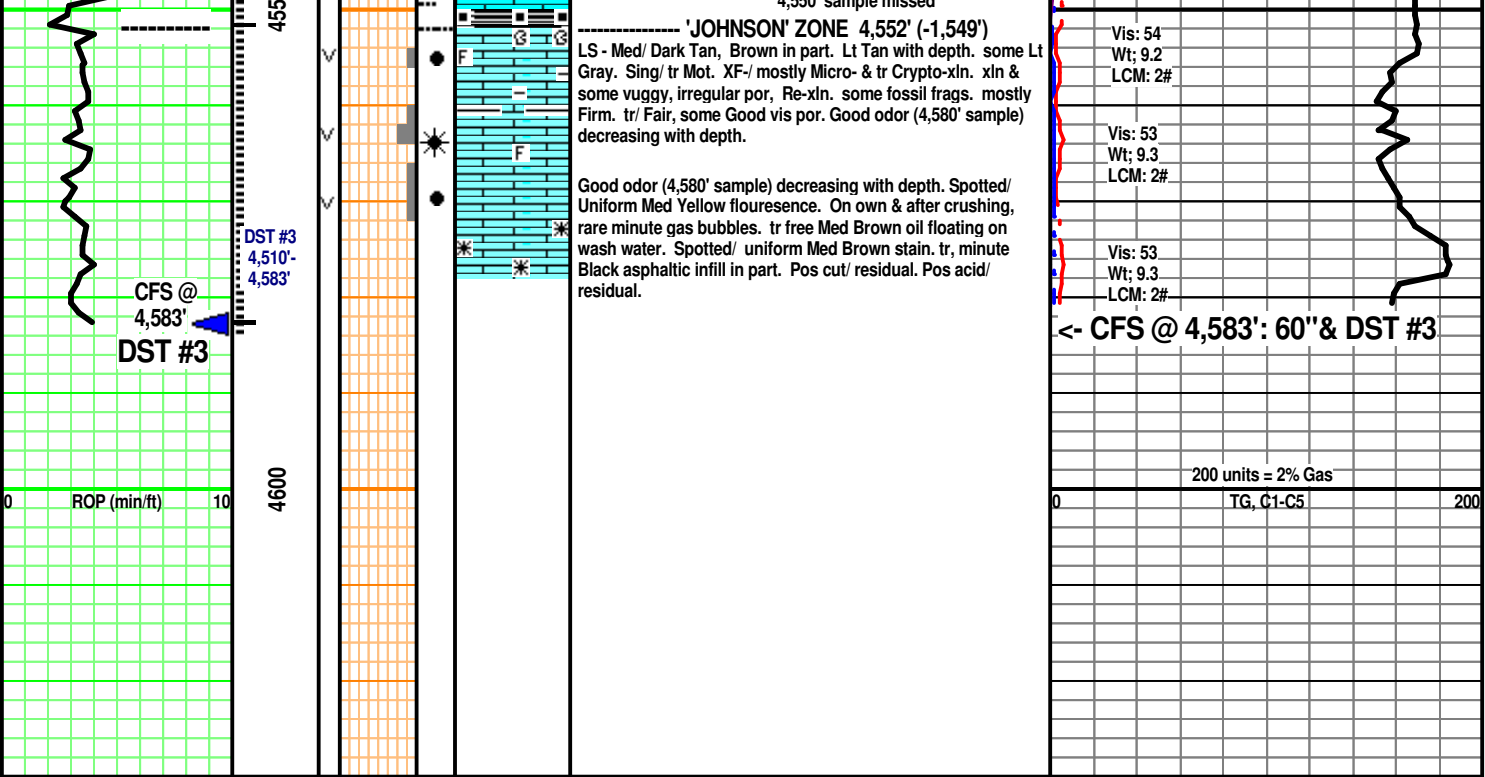 455
4,550' sample missed
---------------- 'JOHNSON' ZONE 4,552' (-1,549')
LS - Med/ Dark Tan, Brown in part. Lt Tan with depth. some Lt
Gray. Sing/ tr Mot. XF-/ mostly Micro- & tr Crypto-xln. xln &
some vuggy, irregular por, Re-xln. some fossil frags. mostly
Firm. tr/ Fair, some Good vis por. Good odor (4,580' sample)
decreasing with depth.
Good odor (4,580' sample) decreasing with depth. Spotted/
Uniform Med Yellow flouresence. On own & after crushing,
rare minute gas bubbles. tr free Med Brown oil floating on
wash water. Spotted/ uniform Med Brown stain. tr, minute
Black asphaltic infill in part. Pos cut/ residual. Pos acid/
residual.
V
V
V
F
F
Vis: 54
Wt; 9.2
LCM: 2#
Vis: 53
Wt; 9.3
LCM: 2#
Vis: 53
Wt; 9.3
LCM: 2#
DST #3
4,510'-
4,583'
CFS @
4,583'
DST #3
<- CFS @ 4,583': 60"& DST #3
4600
200 units = 2% Gas
0 ROP (min/ft) 10
0 TG, C1-C5 200